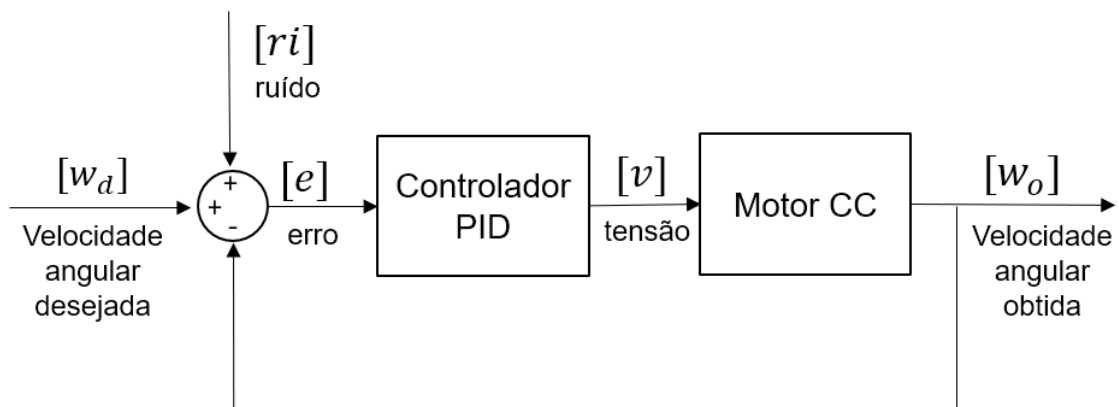 [ri]
ruído
[w_d]
+
+
-
[e]
Controlador
PID
[v]
Motor CC
[w_o]
Velocidade
angular
desejada
erro
tensão
Velocidade
angular
obtida